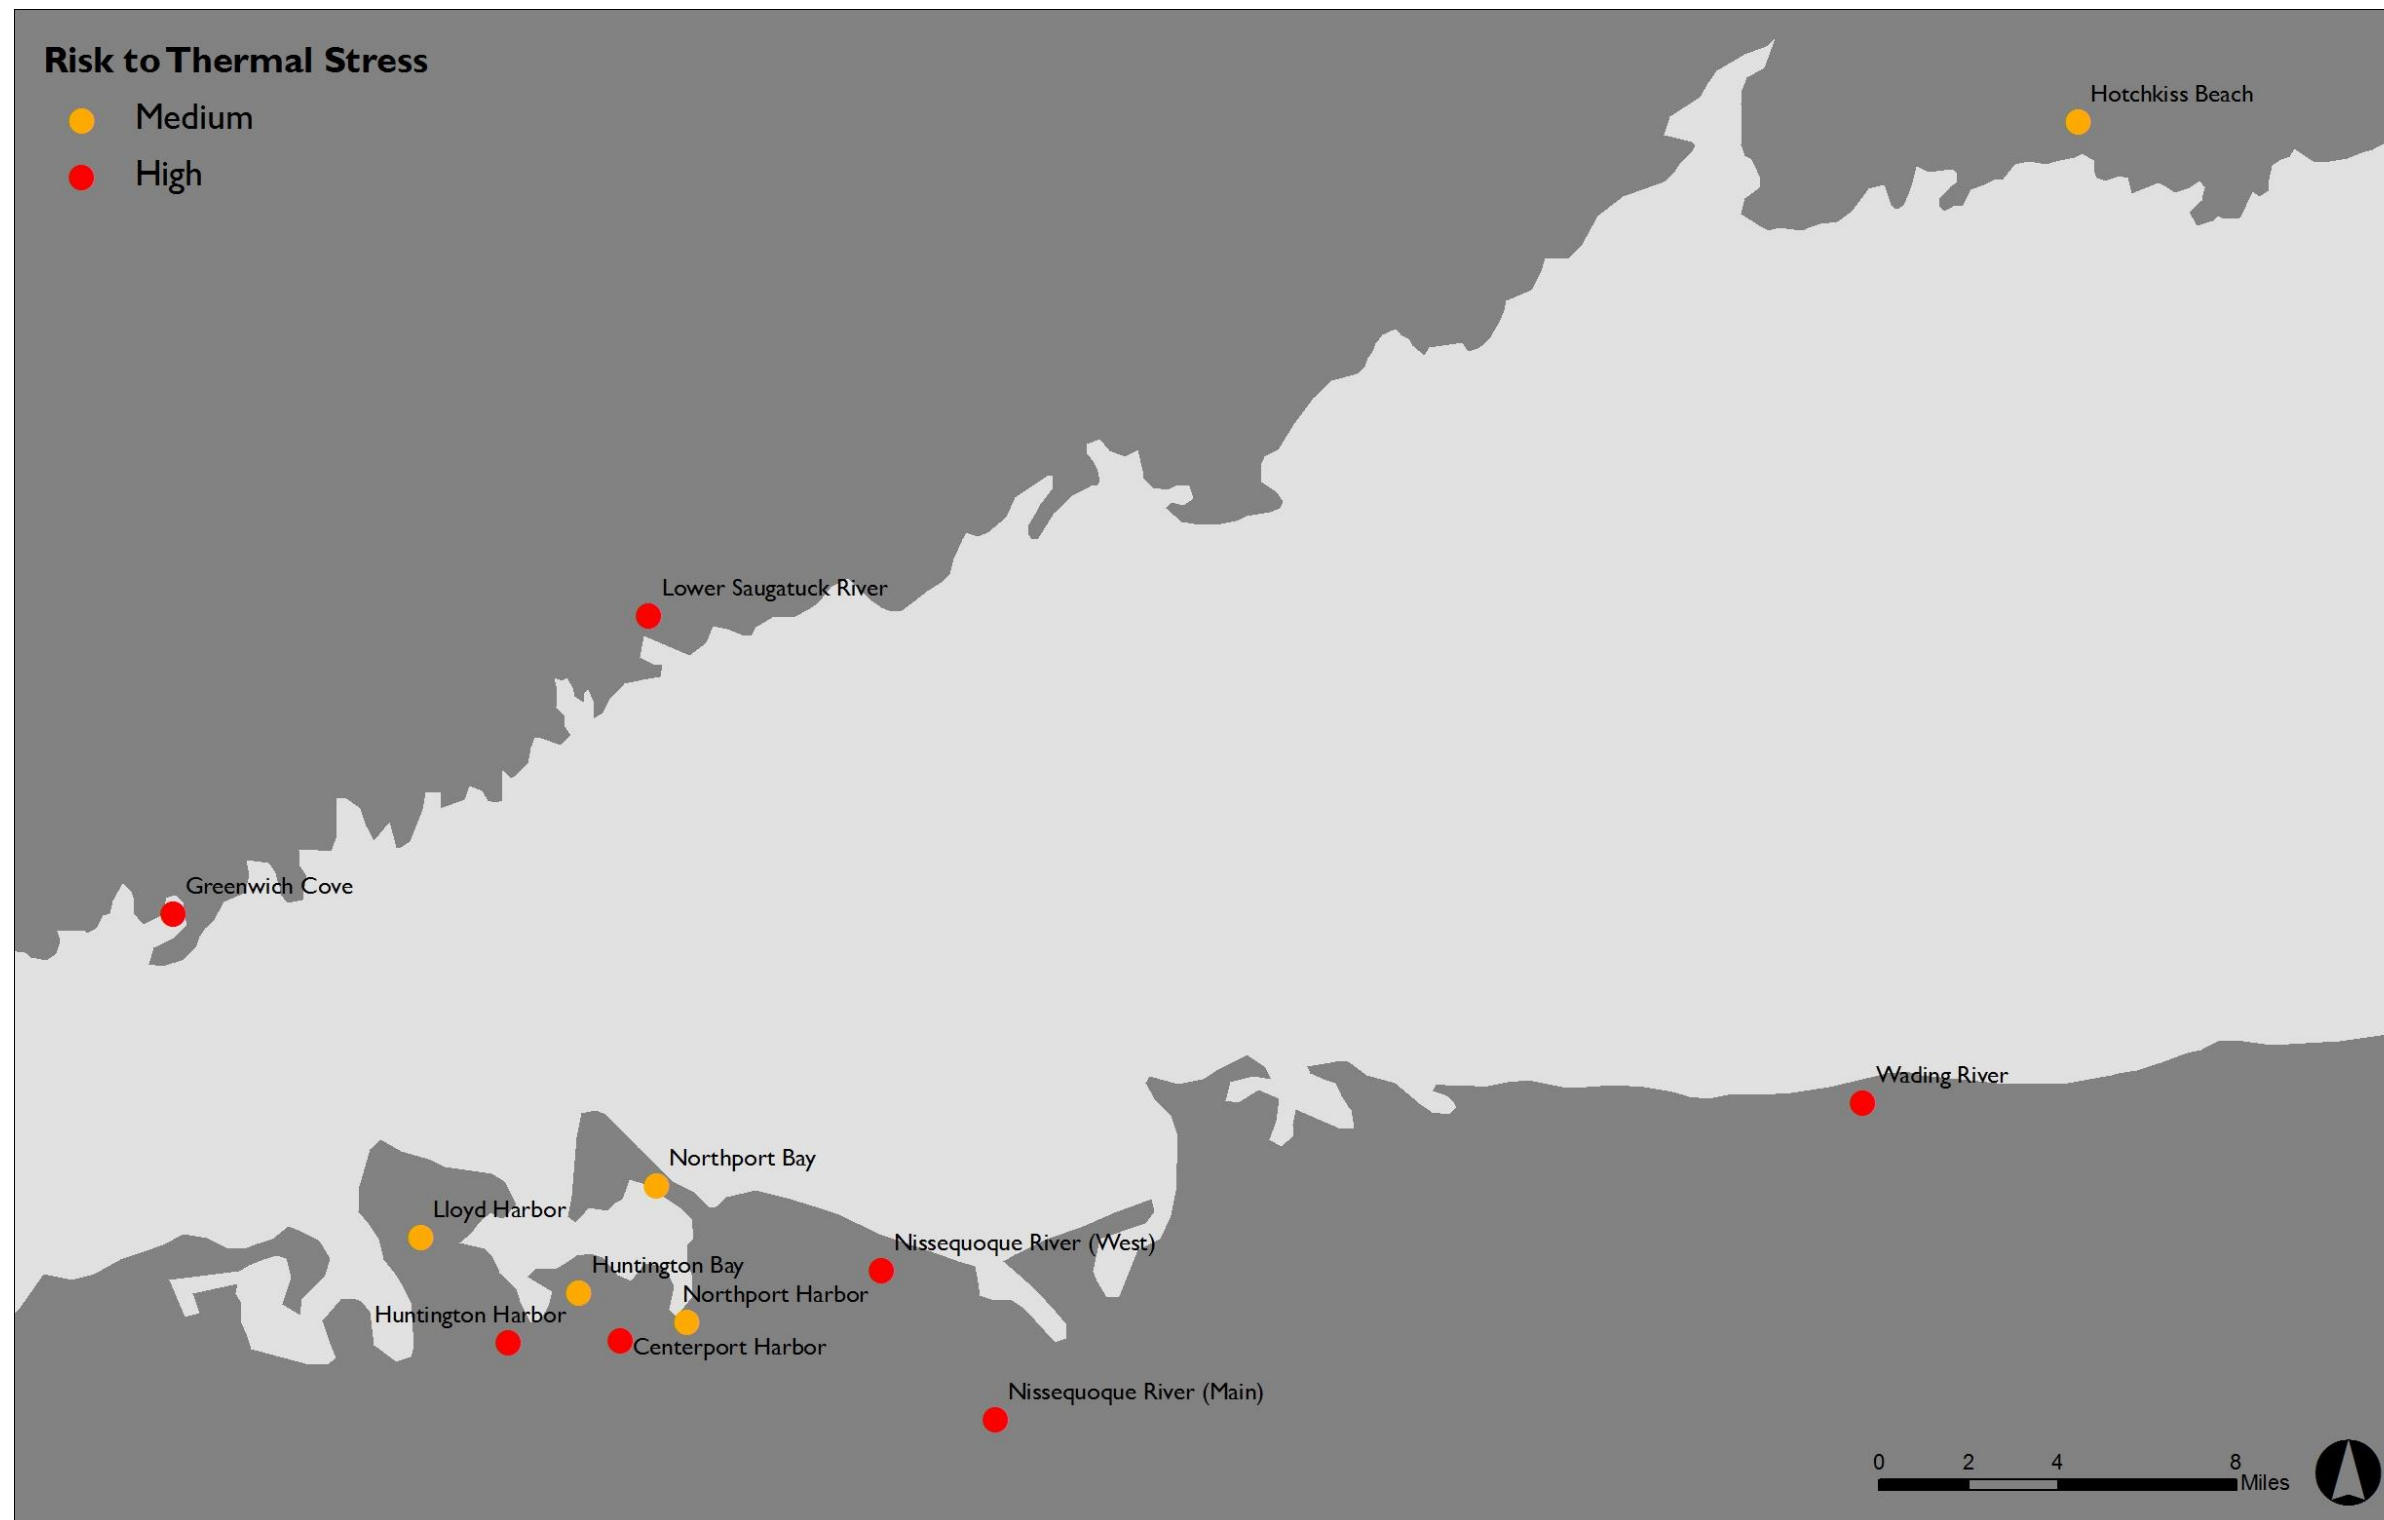 Risk to Thermal Stress
Medium
High
Hotchkiss Beach
Lower Saugatuck River
Greenwich Cove
Wading River
Northport Bay
Lloyd Harbor
Nissequoque River (West)
Huntington Bay
Northport Harbor
Huntington Harbor
Centerport Harbor
Nissequoque River (Main)
0 2 4 8
Miles